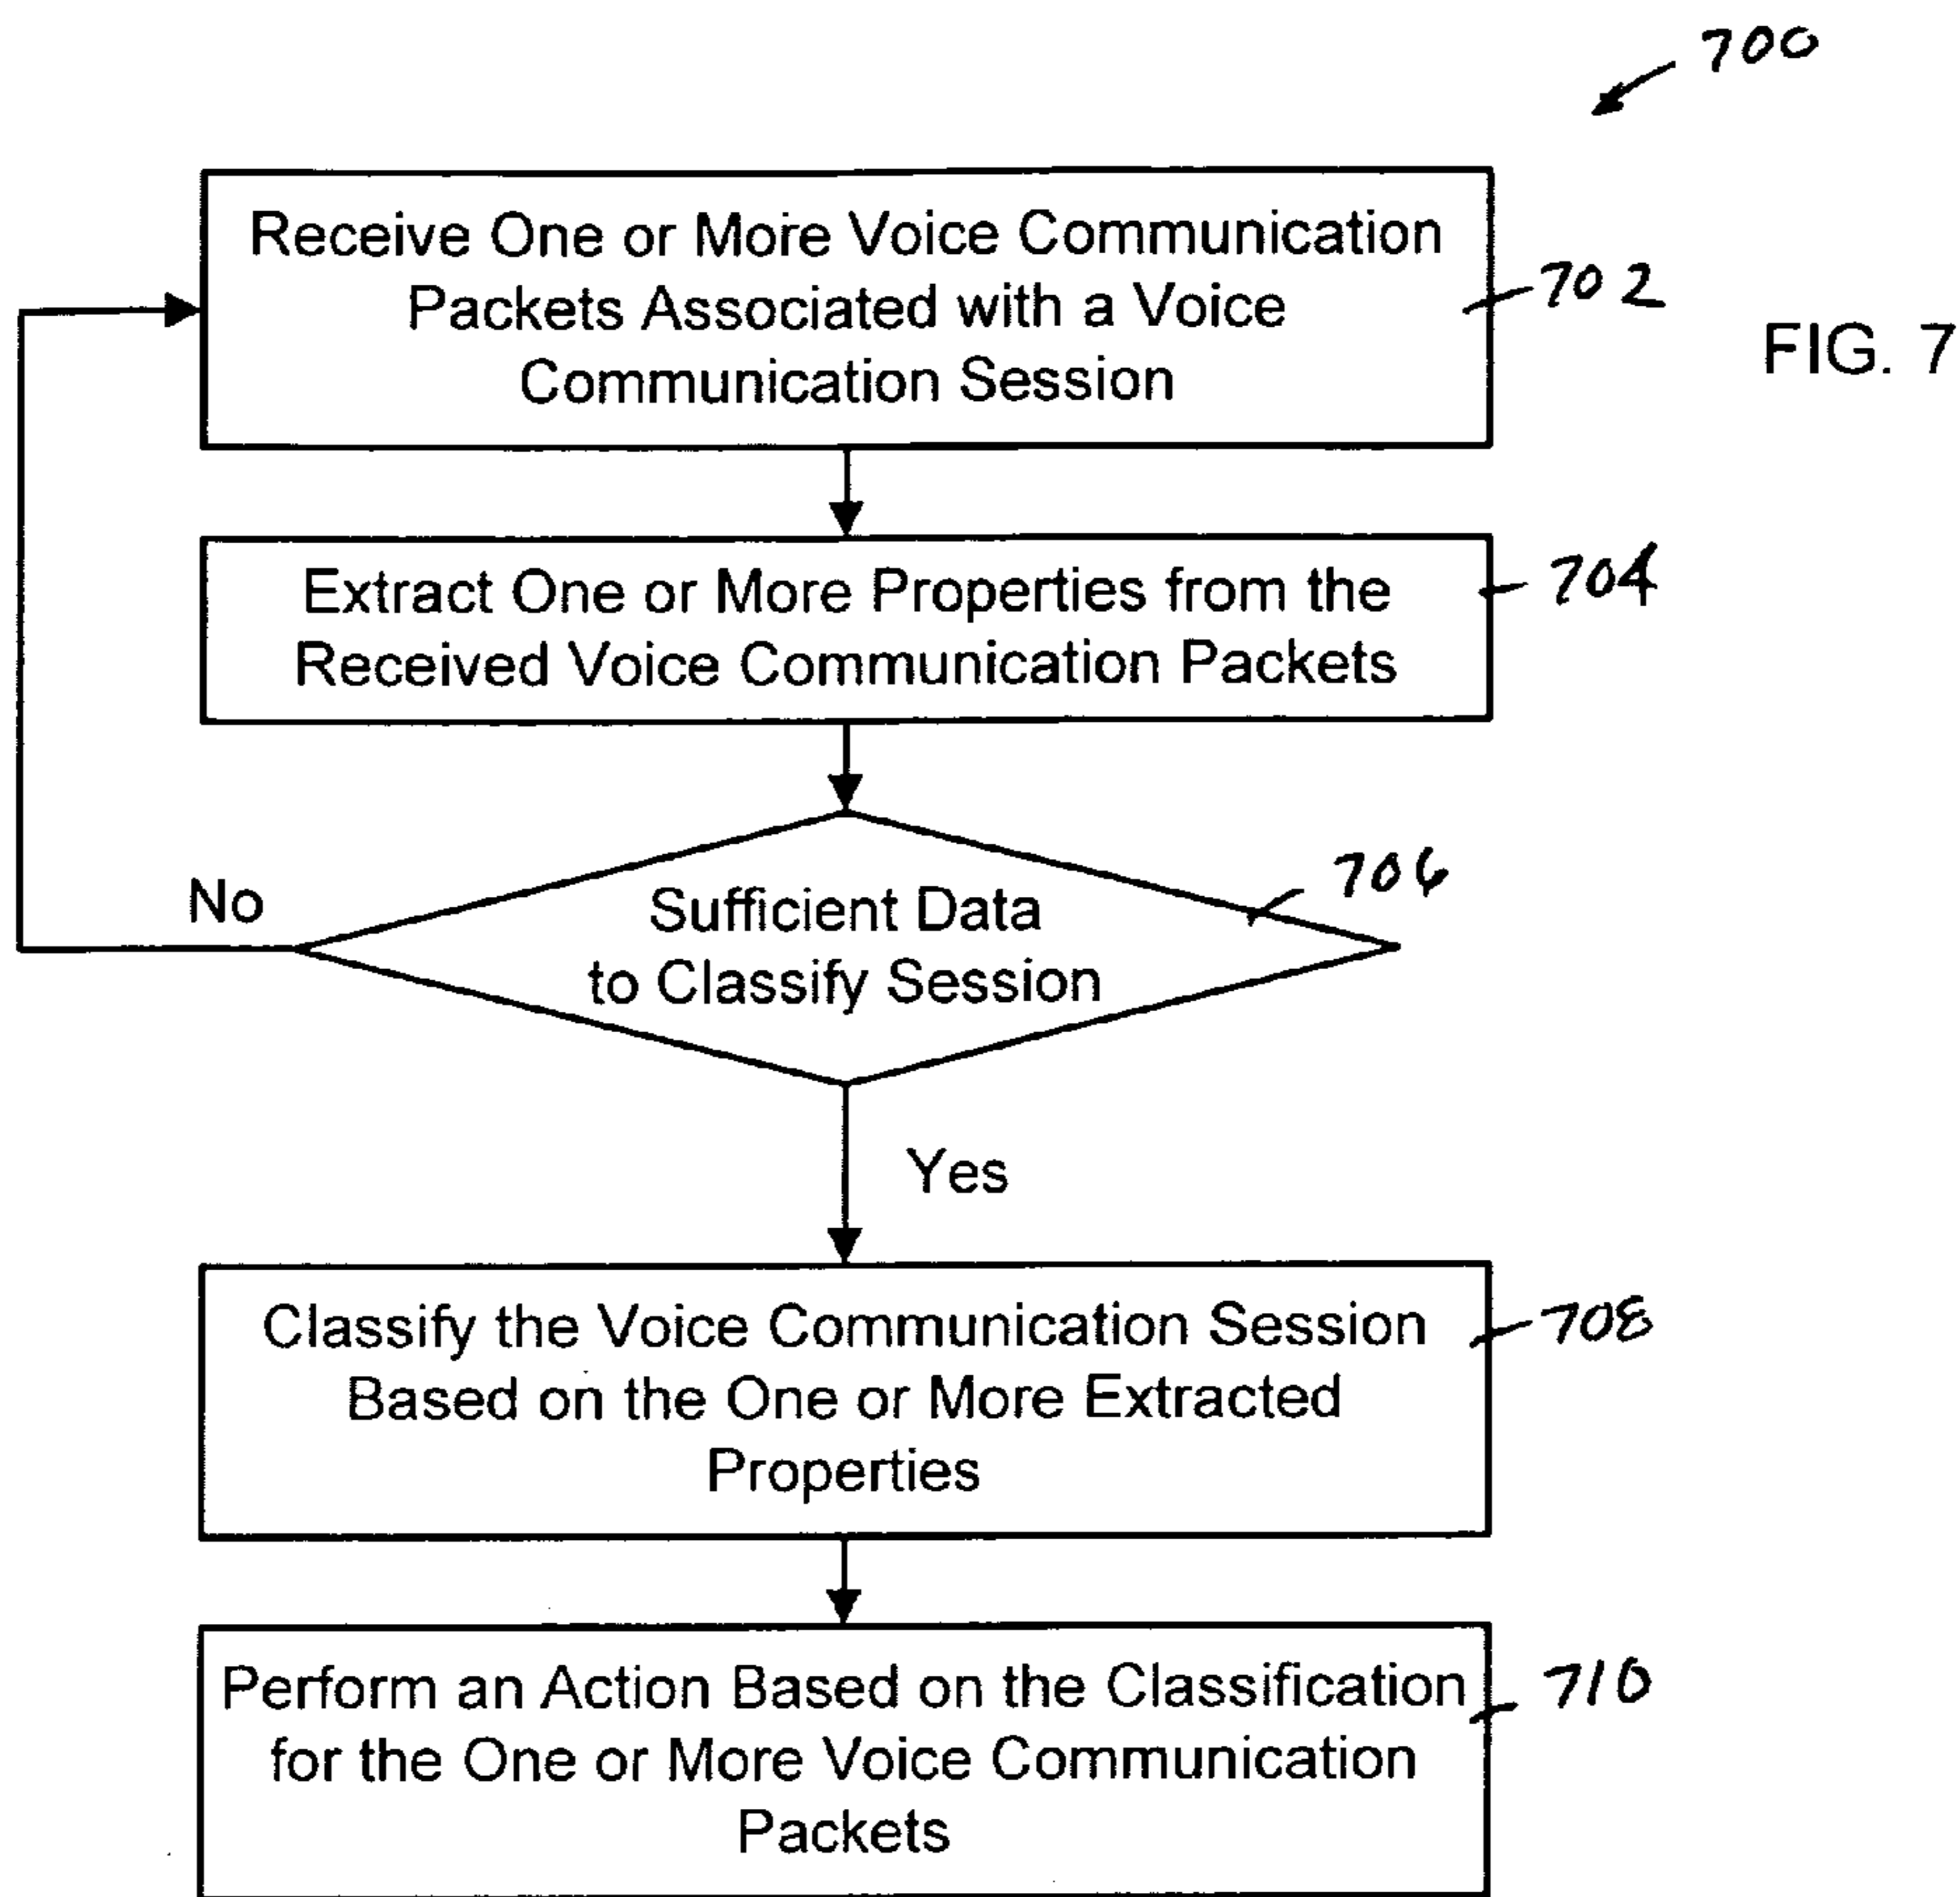 700
Receive One or More Voice Communication
Packets Associated with a Voice
Communication Session
702
FIG. 7
Extract One or More Properties from the
Received Voice Communication Packets
704
706
No
Sufficient Data
to Classify Session
Yes
Classify the Voice Communication Session
Based on the One or More Extracted
Properties
708
Perform an Action Based on the Classification
for the One or More Voice Communication
Packets
710